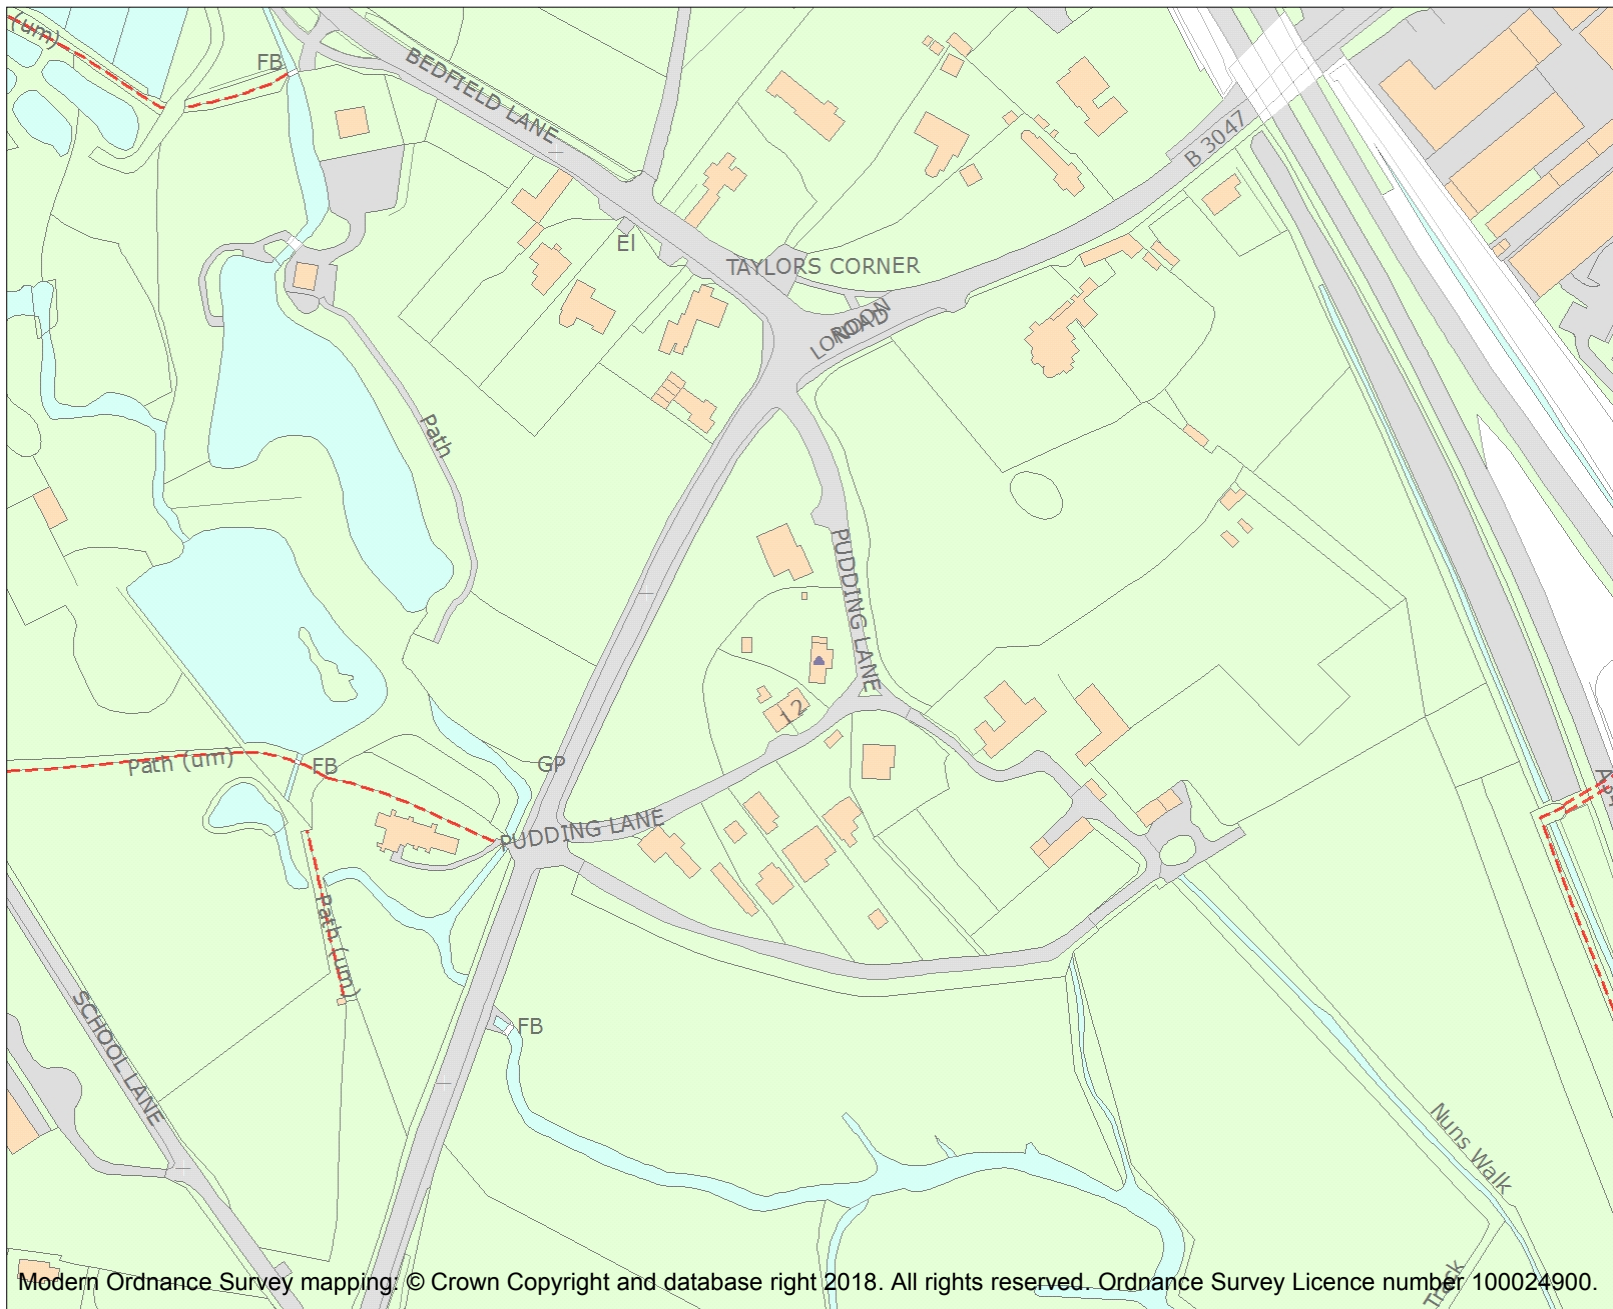 (um)
FB
BEDFIELD LANE
B 3047
EI
TAYLORS CORNER
LONDON
ROAD
Path
PUDDING LANE
12
GP
Path (um)
FB
PUDDING LANE
Path (um)
SCHOOL LANE
FB
Nuns Walk
Track
Modern Ordnance Survey mapping: © Crown Copyright and database right 2018. All rights reserved. Ordnance Survey Licence number 100024900.